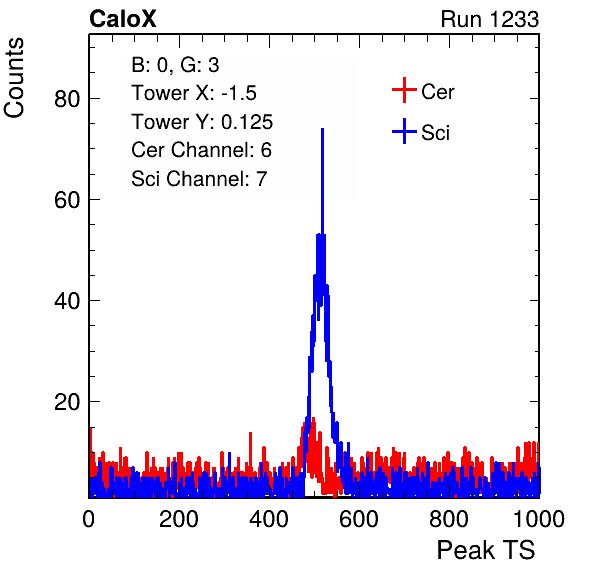 CaloX Run 1233
Counts
B: 0, G: 3
Tower X: -1.5
Tower Y: 0.125
Cer Channel: 6
Sci Channel: 7
Cer
Sci
80
60
40
20
0 200 400 600 800 1000
Peak TS